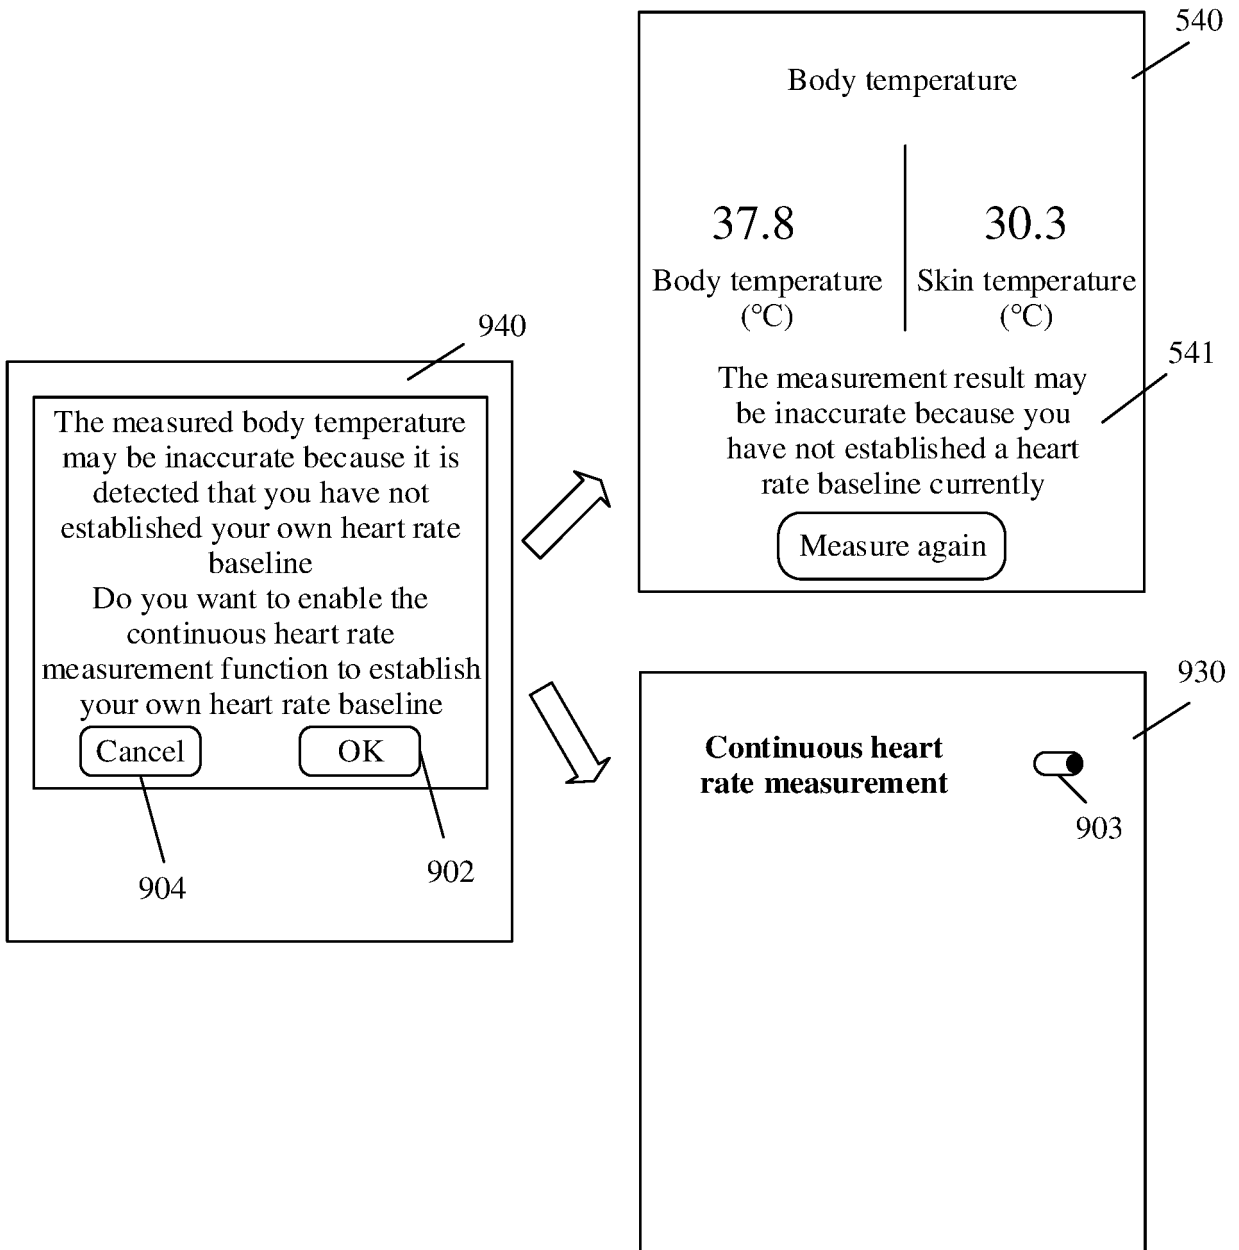 540
Body temperature
37.8
30.3
Body temperature
(°C)
Skin temperature
(°C)
541
The measurement result may
be inaccurate because you
have not established a heart
rate baseline currently
Measure again
940
The measured body temperature
may be inaccurate because it is
detected that you have not
established your own heart rate
baseline
Do you want to enable the
continuous heart rate
measurement function to establish
your own heart rate baseline
Cancel
OK
904
902
930
Continuous heart
rate measurement
903